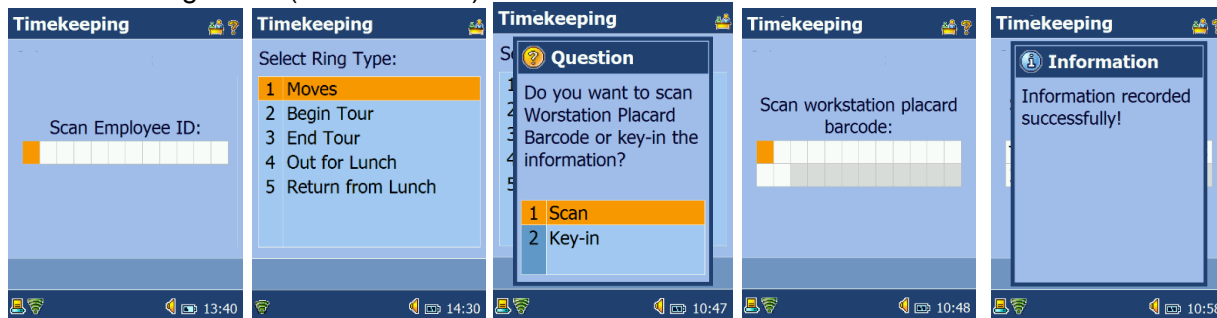 Timekeeping
Scan Employee ID:
13:40
Timekeeping
Select Ring Type:
1 Moves
2 Begin Tour
3 End Tour
4 Out for Lunch
5 Return from Lunch
14:30
Timekeeping
Question
Do you want to scan
Worstation Placard
Barcode or key-in the
information?
1 Scan
2 Key-in
10:47
Timekeeping
Scan workstation placard
barcode:
10:48
Timekeeping
Information
Information recorded
successfully!
10:58